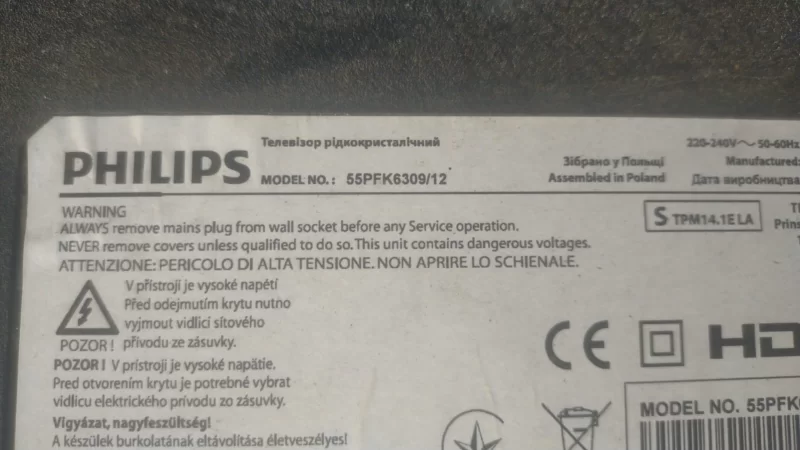 Телевізор рідкокристалічний
PHILIPS MODEL NO.: 55PFK6309/12
Зібрано у Польщі
Assembled in Poland
220-240V～ 50-60Hz
Manufactured:
Дата виробництва
WARNING
ALWAYS remove mains plug from wall socket before any Service operation.
NEVER remove covers unless qualified to do so. This unit contains dangerous voltages.
ATTENZIONE: PERICOLO DI ALTA TENSIONE. NON APRIRE LO SCHIENALE.
S TPM14.1E LA
V přístroji je vysoké napětí
Před odejmutím krytu nutno
vyjmout vidlici síťového
POZOR! přívodu ze zásuvky.
POZOR! V prístroji je vysoké napätie.
Pred otvorením krytu je potrebné vybrat
vidlicu elektrického prívodu zo zásuvky.
Vigyázat, nagyfeszültség!
A készülek burkolatának eltávolítása életveszélyes!
CE
HD
MODEL NO. 55PFK6